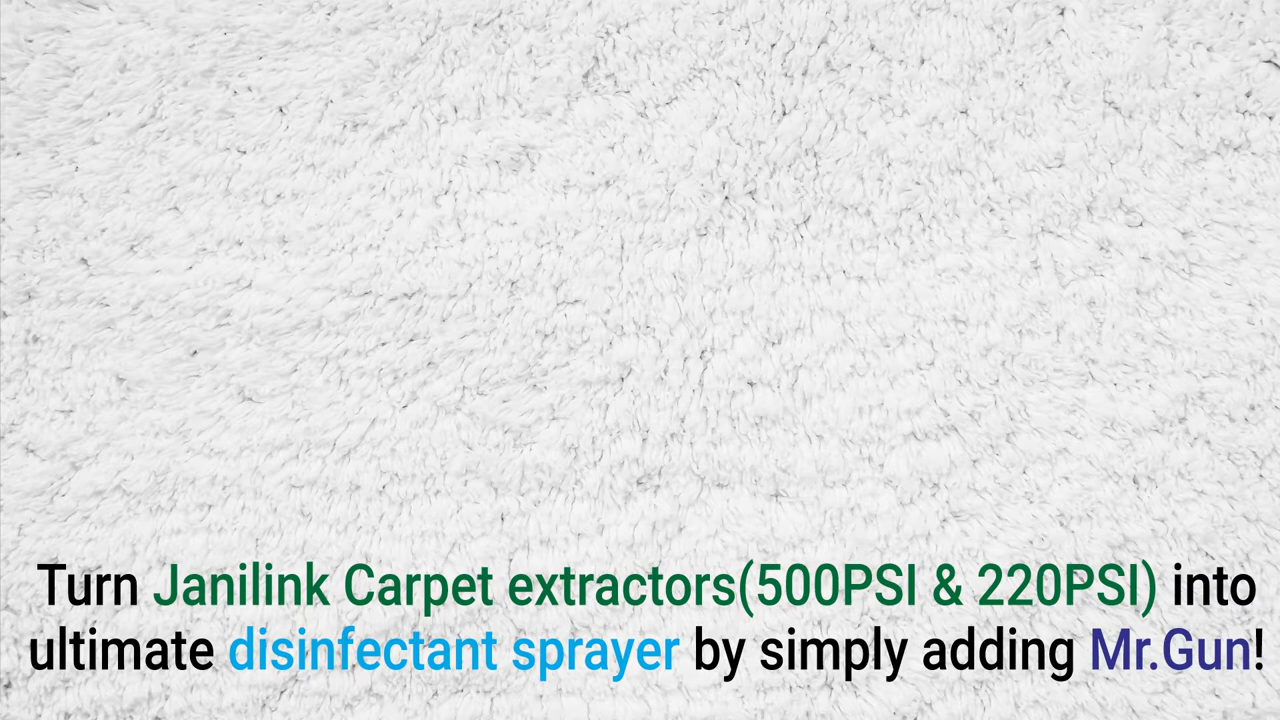 Turn Janilink Carpet extractors(500PSI & 220PSI) into
ultimate disinfectant sprayer by simply adding Mr.Gun!